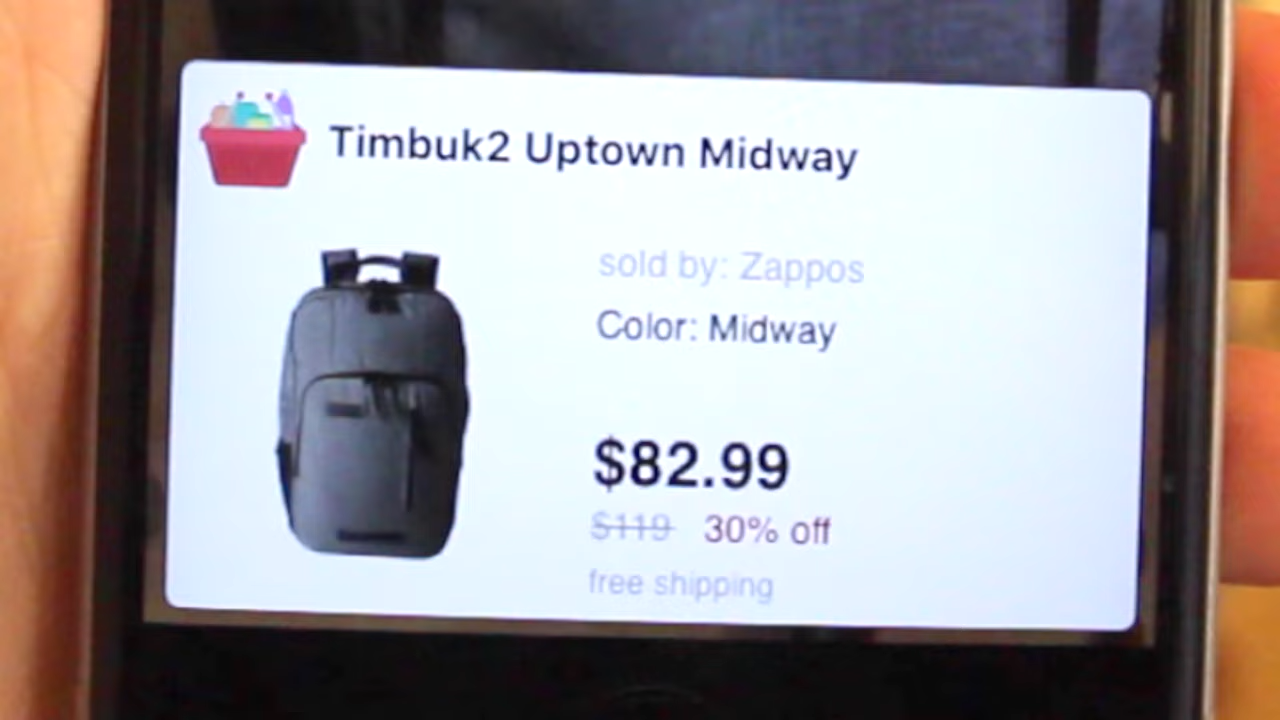 Timbuk2 Uptown Midway
sold by: Zappos
Color: Midway
$82.99
$119 30% off
free shipping